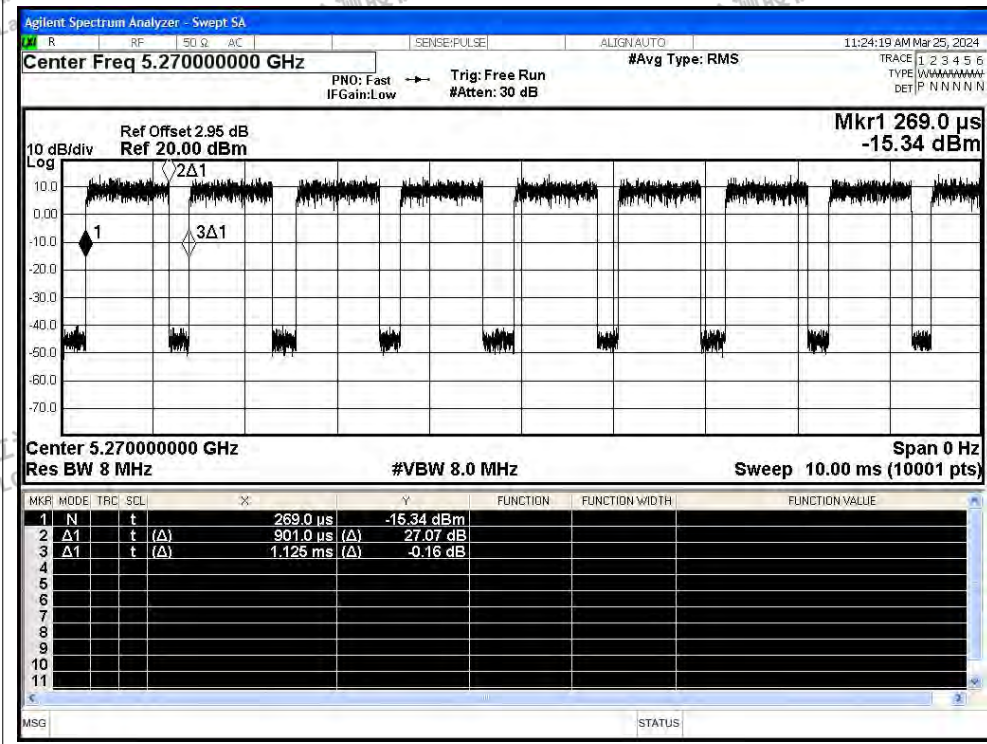 Agilent Spectrum Analyzer - Swept SA
R RF 50 Ω AC SENSE:PULSE ALIGN AUTO 11:24:19 AM Mar 25, 2024
Center Freq 5.270000000 GHz #Avg Type: RMS TRACE 1 2 3 4 5 6
PNO: Fast Trig: Free Run TYPE WWWWWW
IFGain:Low #Atten: 30 dB DET P N N N N N
Mkr1 269.0 µs
Ref Offset 2.95 dB
10 dB/div Ref 20.00 dBm -15.34 dBm
Log
2Δ1
10.0
0.00
1 3Δ1
-10.0
-20.0
-30.0
-40.0
-50.0
-60.0
-70.0
Center 5.270000000 GHz Span 0 Hz
Res BW 8 MHz #VBW 8.0 MHz Sweep 10.00 ms (10001 pts)
MKR MODE TRC SCL X Y FUNCTION FUNCTION WIDTH FUNCTION VALUE
1 N t 269.0 µs -15.34 dBm
2 Δ1 t (Δ) 901.0 µs (Δ) 27.07 dB
3 Δ1 t (Δ) 1.125 ms (Δ) -0.16 dB
4
5
6
7
8
9
10
11
MSG STATUS